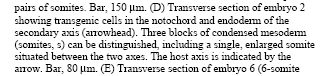 pairs of somites. Bar, 150 μm. (D) Transverse section of embryo 2
showing transgenic cells in the notochord and endoderm of the
secondary axis (arrowhead). Three blocks of condensed mesoderm
(somites, s) can be distinguished, including a single, enlarged somite
situated between the two axes. The host axis is indicated by the
arrow. Bar, 80 μm. (E) Transverse section of embryo 6 (6-somite